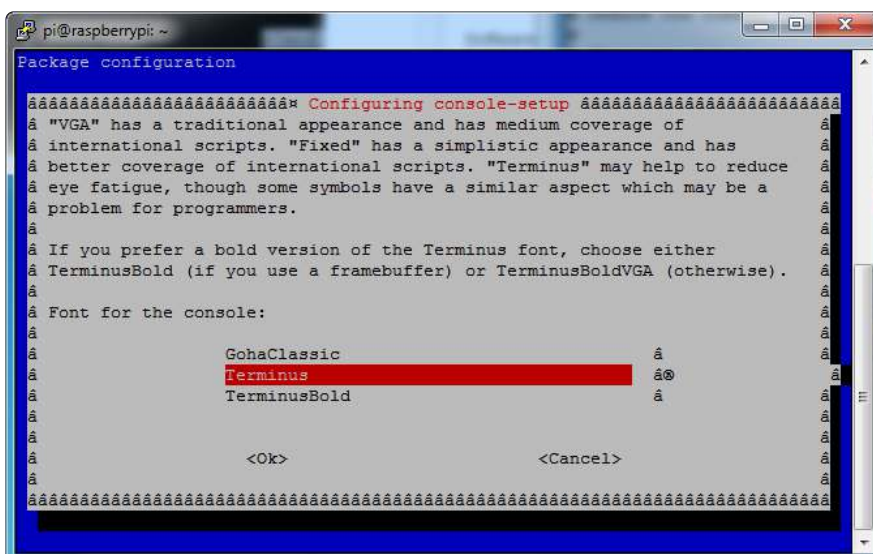 pi@raspberrypi: ~
Package configuration
âââââââââââââââââââââââââ¤ Configuring console-setup âââââââââââââââââââââââââ
â "VGA" has a traditional appearance and has medium coverage of â
â international scripts. "Fixed" has a simplistic appearance and has â
â better coverage of international scripts. "Terminus" may help to reduce â
â eye fatigue, though some symbols have a similar aspect which may be a â
â problem for programmers. â
â â
â If you prefer a bold version of the Terminus font, choose either â
â TerminusBold (if you use a framebuffer) or TerminusBoldVGA (otherwise). â
â â
â Font for the console: â
â â
â GohaClassic â â
â Terminus â® â
â TerminusBold â â
â â
â â
â <Ok> <Cancel> â
â â
âââââââââââââââââââââââââââââââââââââââââââââââââââââââââââââââââââââââââââââ